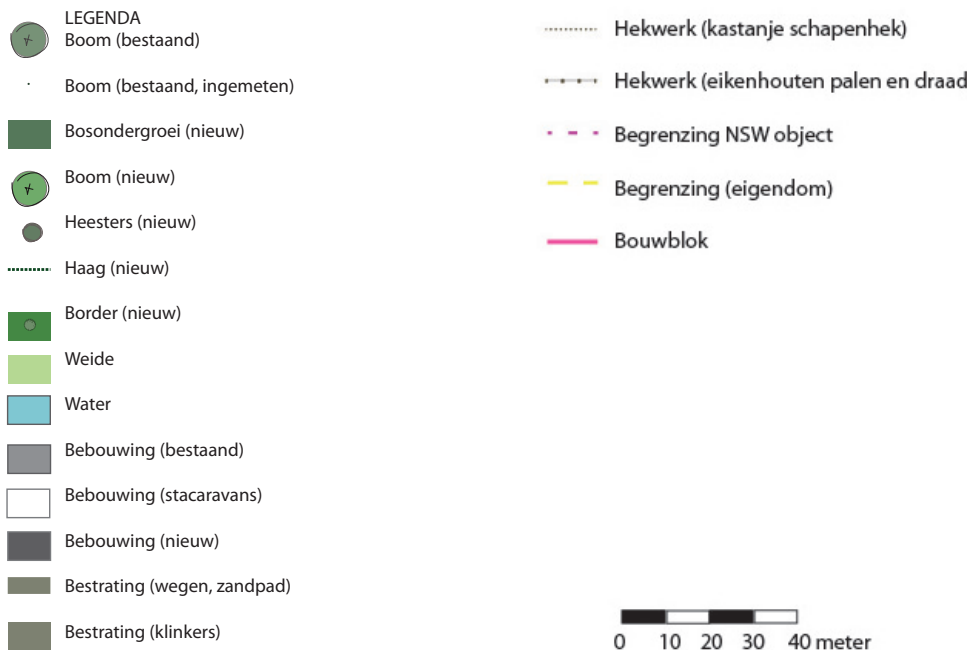 LEGENDA
Boom (bestaand)
Boom (bestaand, ingemeten)
Bosondergroei (nieuw)
Boom (nieuw)
Heesters (nieuw)
Haag (nieuw)
Border (nieuw)
Weide
Water
Bebouwing (bestaand)
Bebouwing (stacaravans)
Bebouwing (nieuw)
Bestrating (wegen, zandpad)
Bestrating (klinkers)
Hekwerk (kastanje schapenhek)
Hekwerk (eikenhouten palen en draad
Begrenzing NSW object
Begrenzing (eigendom)
Bouwblok
0 10 20 30 40 meter